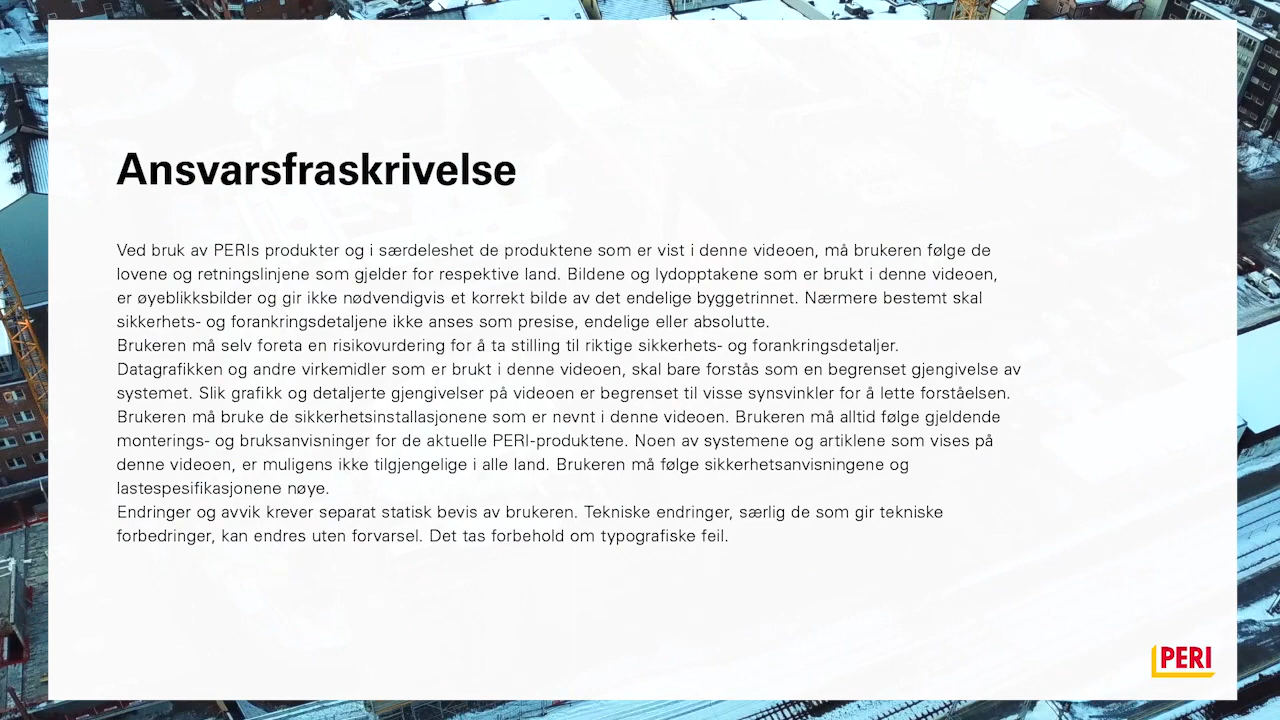 Ansvarsfraskrivelse
Ved bruk av PERIs produkter og i særdeleshet de produktene som er vist i denne videoen, må brukeren følge de
lovene og retningslinjene som gjelder for respektive land. Bildene og lydopptakene som er brukt i denne videoen,
er øyeblikksbilder og gir ikke nødvendigvis et korrekt bilde av det endelige byggetrinnet. Nærmere bestemt skal
sikkerhets- og forankringsdetaljene ikke anses som presise, endelige eller absolutte.
Brukeren må selv foreta en risikovurdering for å ta stilling til riktige sikkerhets- og forankringsdetaljer.
Datagrafikken og andre virkemidler som er brukt i denne videoen, skal bare forstås som en begrenset gjengivelse av
systemet. Slik grafikk og detaljerte gjengivelser på videoen er begrenset til visse synsvinkler for å lette forståelsen.
Brukeren må bruke de sikkerhetsinstallasjonene som er nevnt i denne videoen. Brukeren må alltid følge gjeldende
monterings- og bruksanvisninger for de aktuelle PERI-produktene. Noen av systemene og artiklene som vises på
denne videoen, er muligens ikke tilgjengelige i alle land. Brukeren må følge sikkerhetsanvisningene og
lastespesifikasjonene nøye.
Endringer og avvik krever separat statisk bevis av brukeren. Tekniske endringer, særlig de som gir tekniske
forbedringer, kan endres uten forvarsel. Det tas forbehold om typografiske feil.
PERI